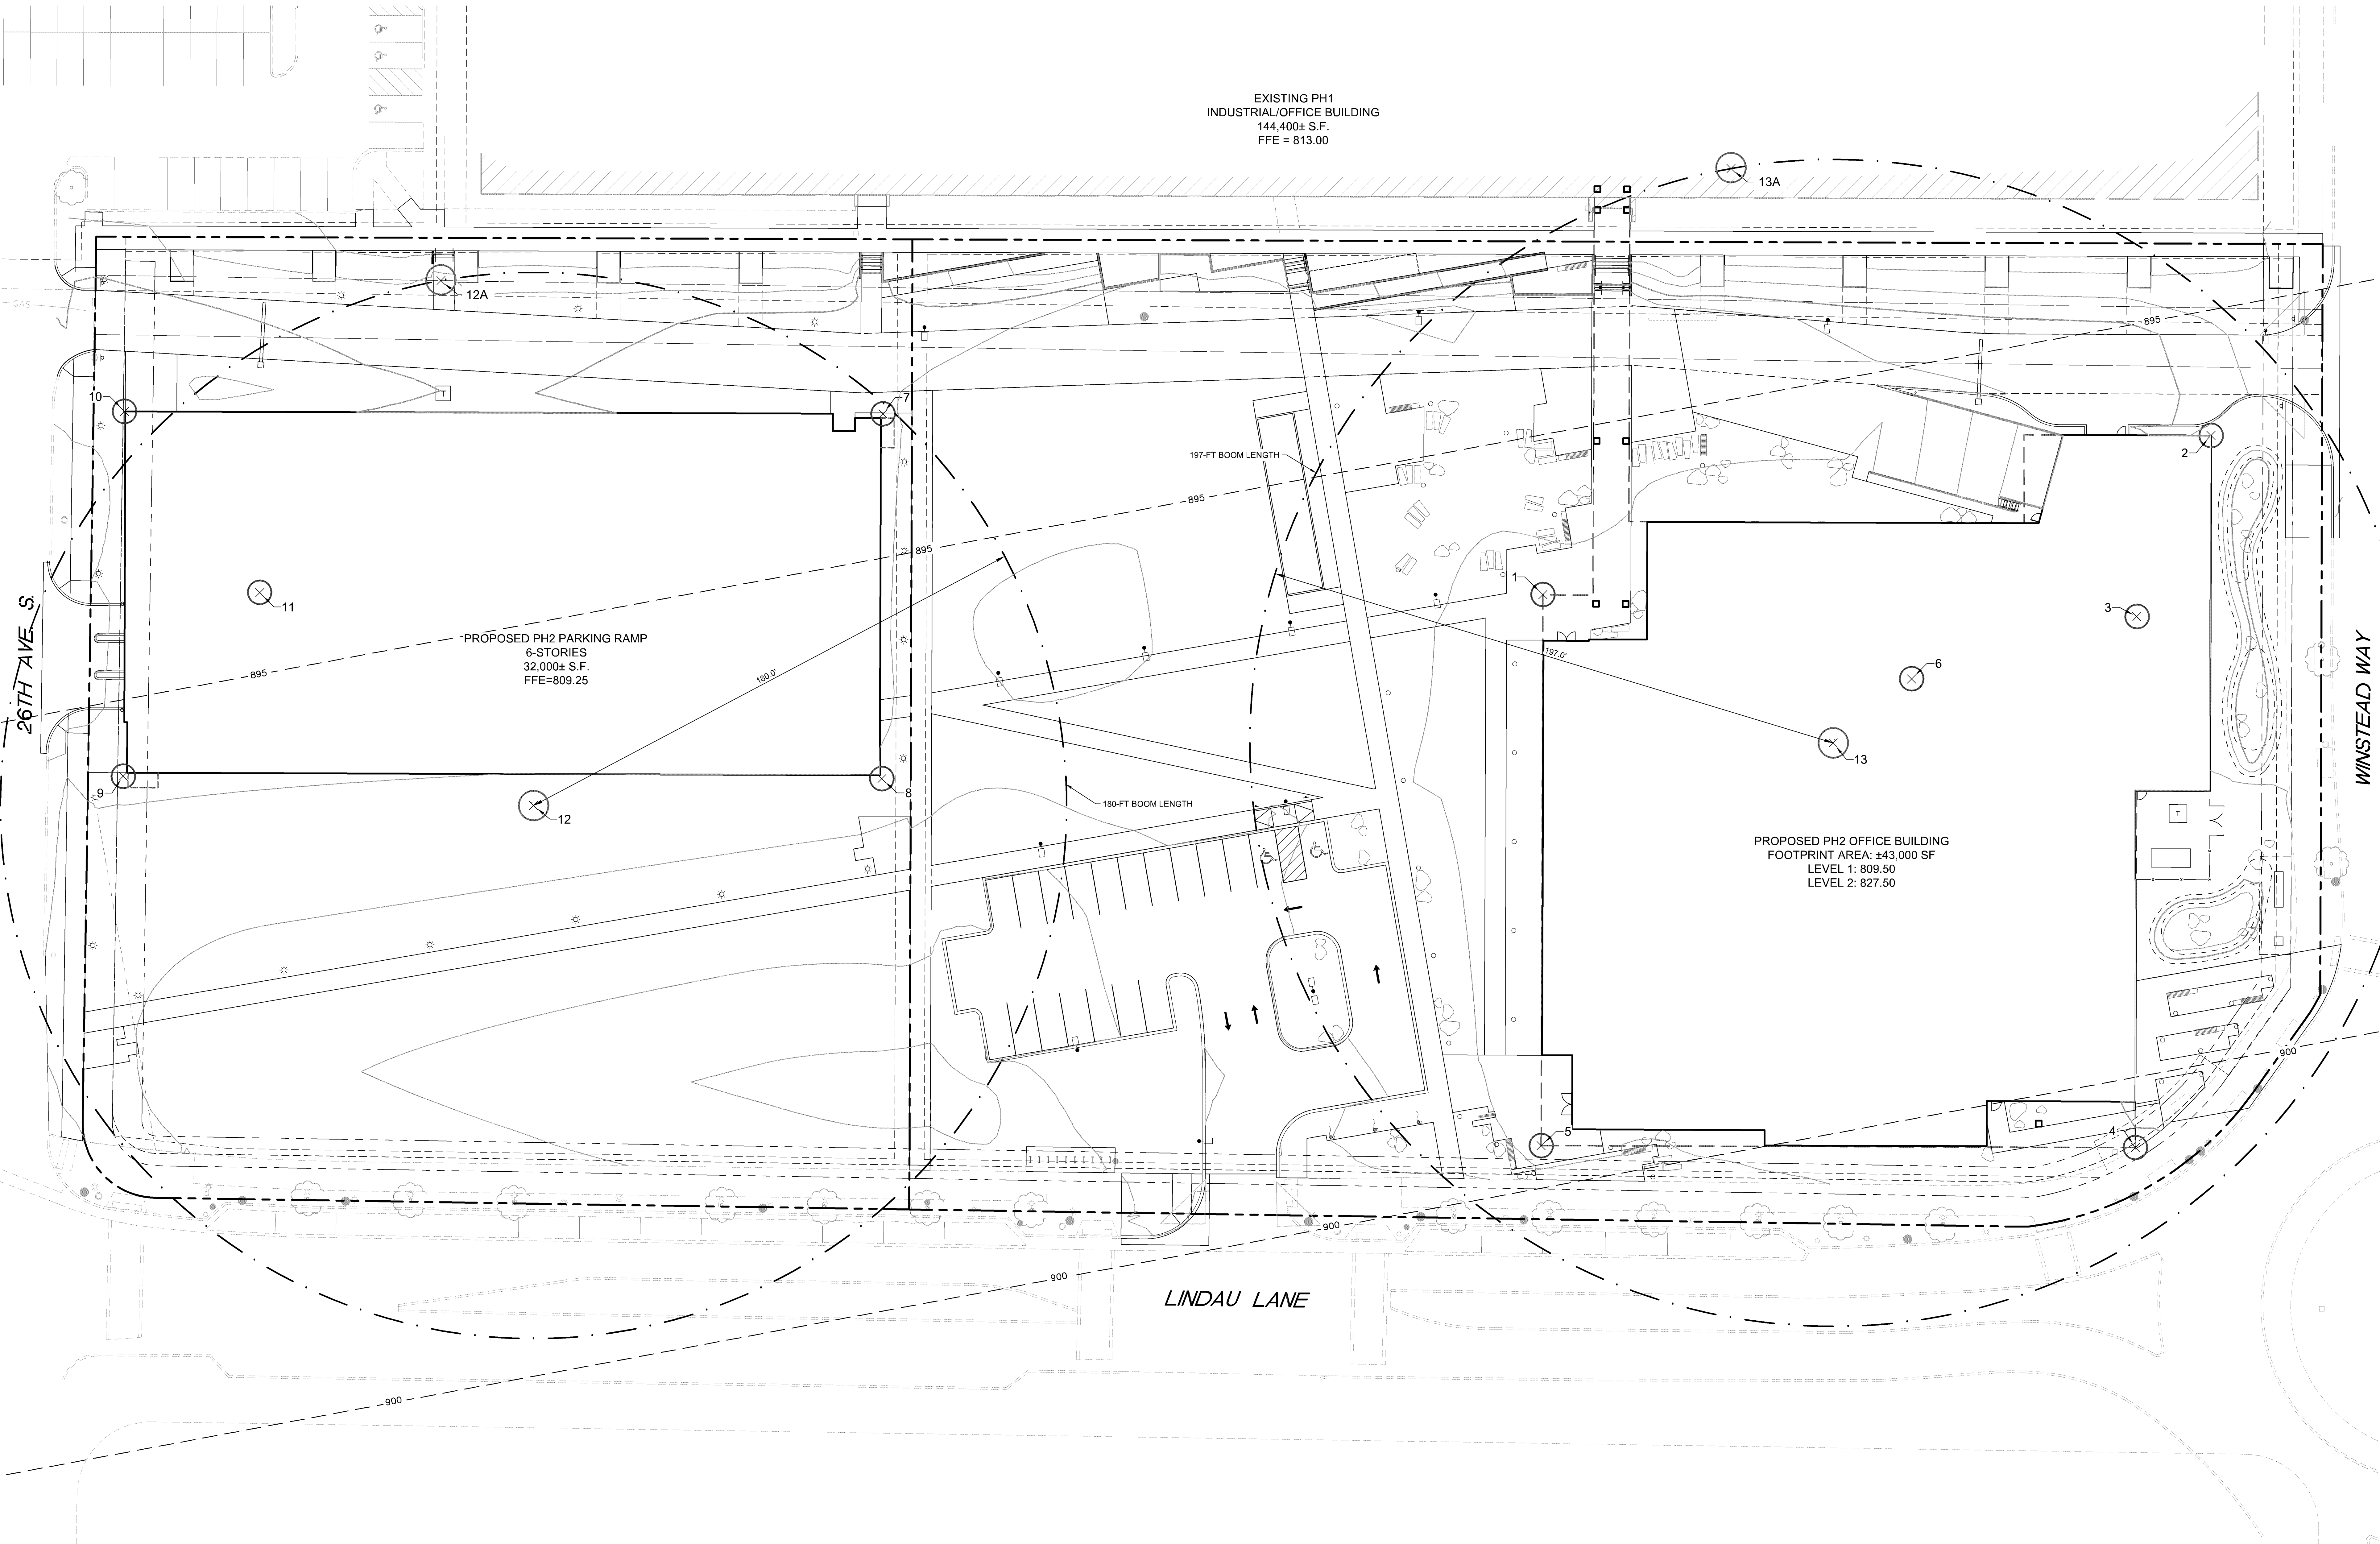 EXISTING PH1
INDUSTRIAL/OFFICE BUILDING
144,400± S.F.
FFE = 813.00
13A
12A
GAS
895
10
7
197-FT BOOM LENGTH
2
T
895
895
1
11
3
26TH AVE. S.
PROPOSED PH2 PARKING RAMP
6-STORIES
32,000± S.F.
FFE=809.25
895
180.0'
197.0'
6
WINSTEAD WAY
13
9
8
12
180-FT BOOM LENGTH
T
PROPOSED PH2 OFFICE BUILDING
FOOTPRINT AREA: ±43,000 SF
LEVEL 1: 809.50
LEVEL 2: 827.50
900
5
4
900
900
LINDAU LANE
900